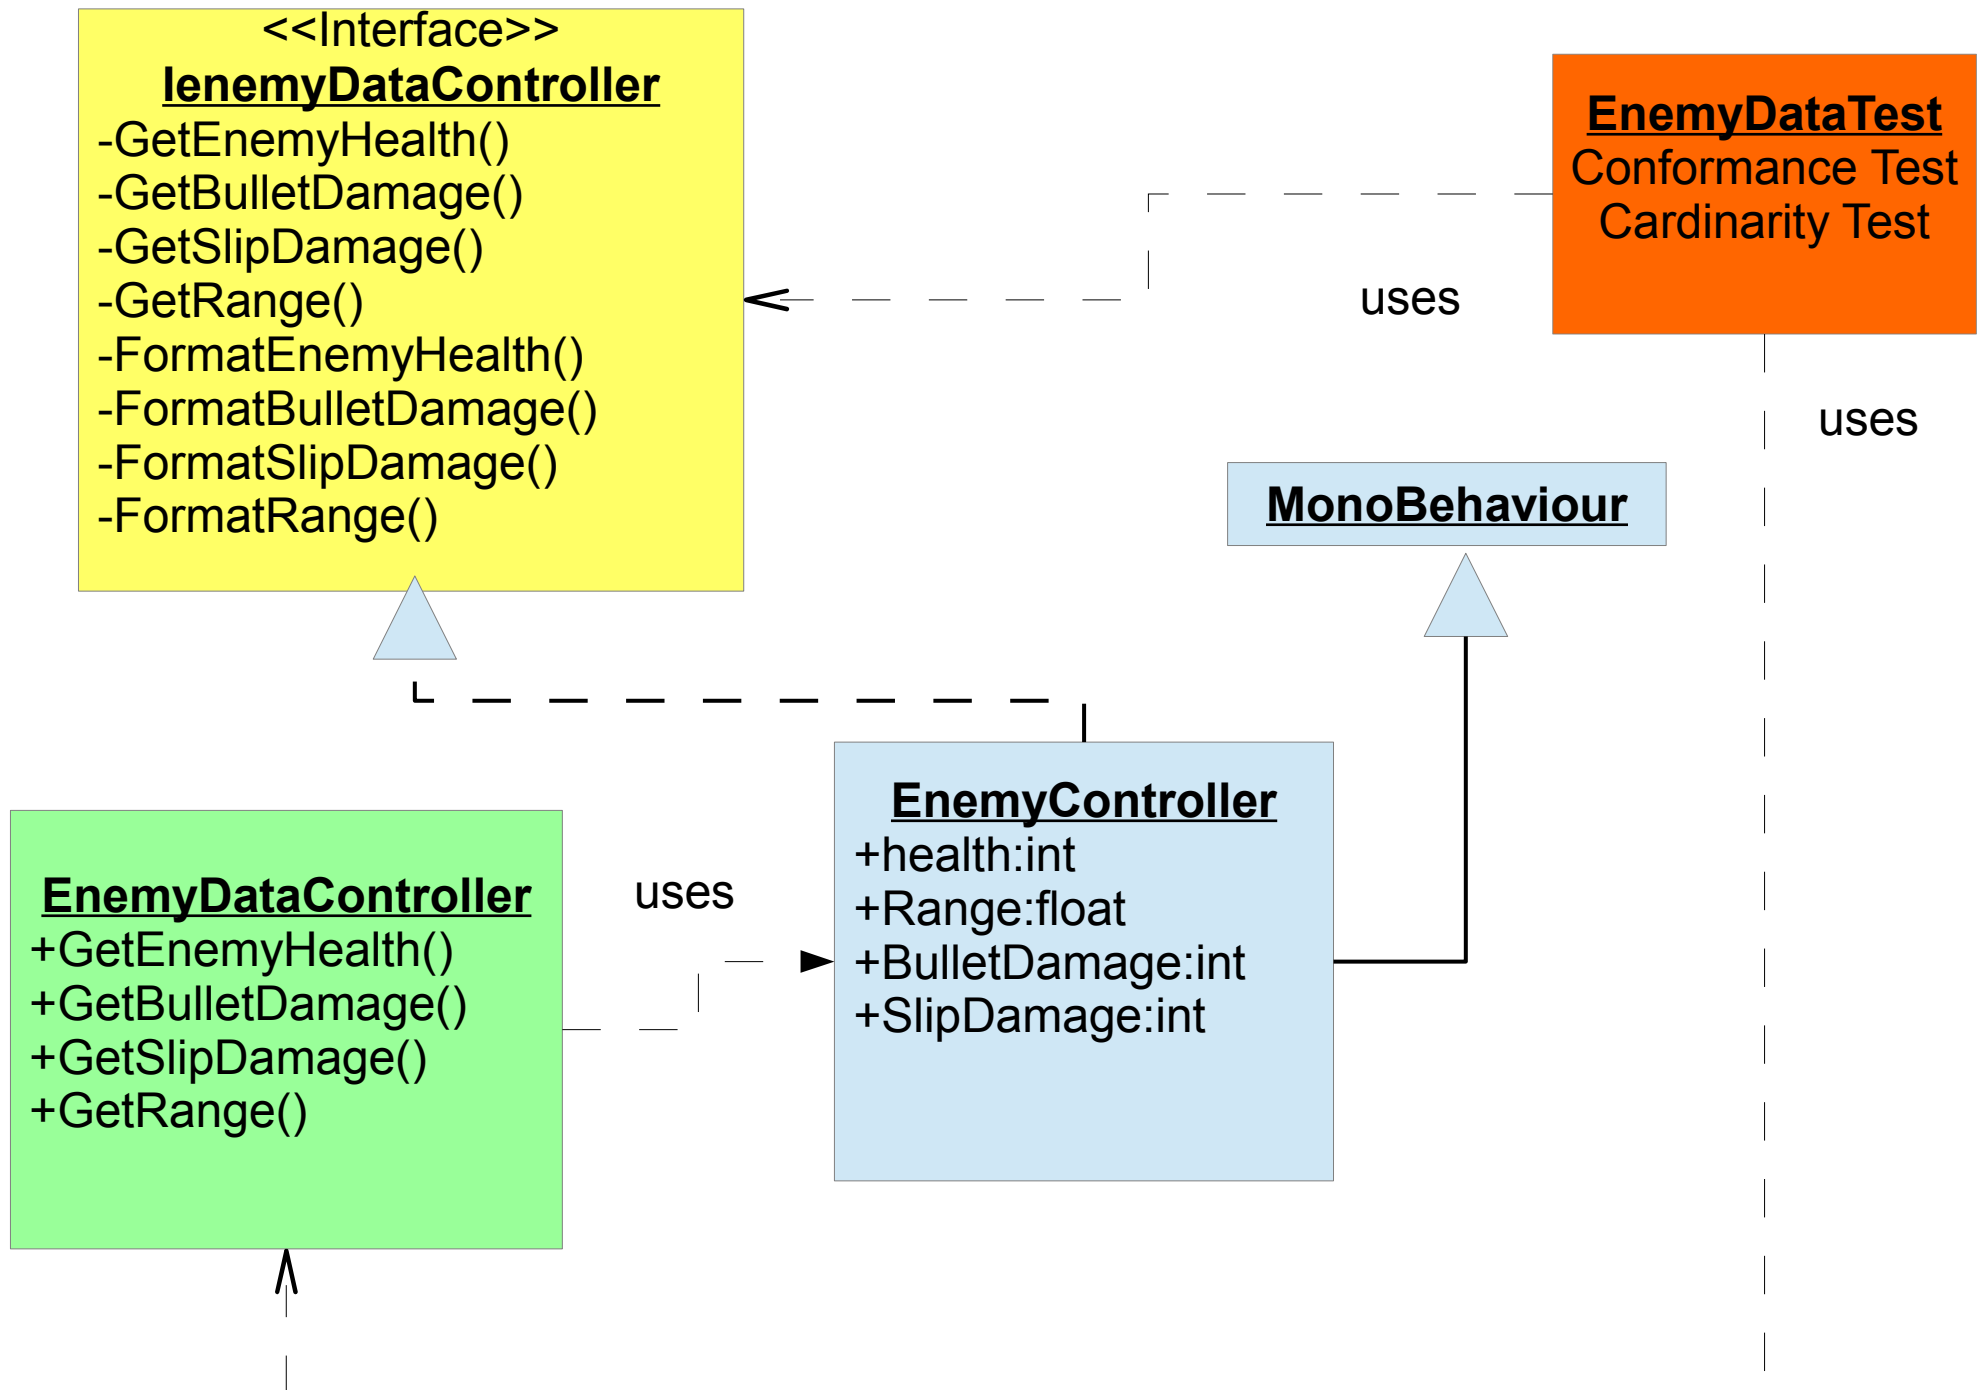 <<Interface>>
IenemyDataController
-GetEnemyHealth()
-GetBulletDamage()
-GetSlipDamage()
-GetRange()
-FormatEnemyHealth()
-FormatBulletDamage()
-FormatSlipDamage()
-FormatRange()
EnemyDataTest
Conformance Test
Cardinarity Test
uses
uses
MonoBehaviour
EnemyController
+health:int
+Range:float
+BulletDamage:int
+SlipDamage:int
uses
EnemyDataController
+GetEnemyHealth()
+GetBulletDamage()
+GetSlipDamage()
+GetRange()